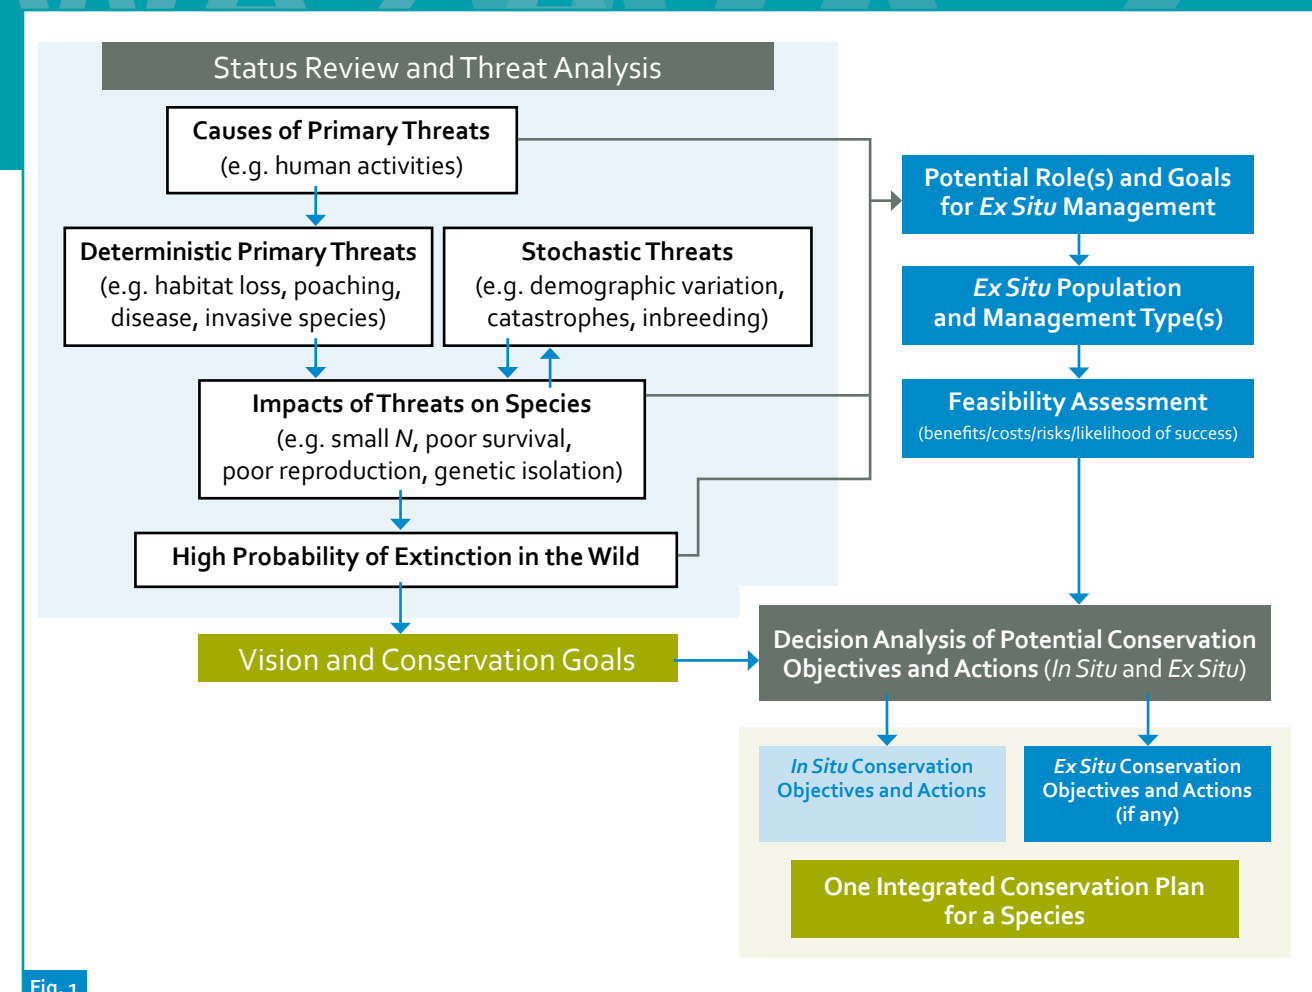 Status Review and Threat Analysis
Causes of Primary Threats
(e.g. human activities)
Deterministic Primary Threats
(e.g. habitat loss, poaching,
disease, invasive species)
Stochastic Threats
(e.g. demographic variation,
catastrophes, inbreeding)
Impacts of Threats on Species
(e.g. small N, poor survival,
poor reproduction, genetic isolation)
High Probability of Extinction in the Wild
Vision and Conservation Goals
Potential Role(s) and Goals
for Ex Situ Management
Ex Situ Population
and Management Type(s)
Feasibility Assessment
(benefits/costs/risks/likelihood of success)
Decision Analysis of Potential Conservation
Objectives and Actions (In Situ and Ex Situ)
In Situ Conservation
Objectives and Actions
Ex Situ Conservation
Objectives and Actions
(if any)
One Integrated Conservation Plan
for a Species
Fig. 1